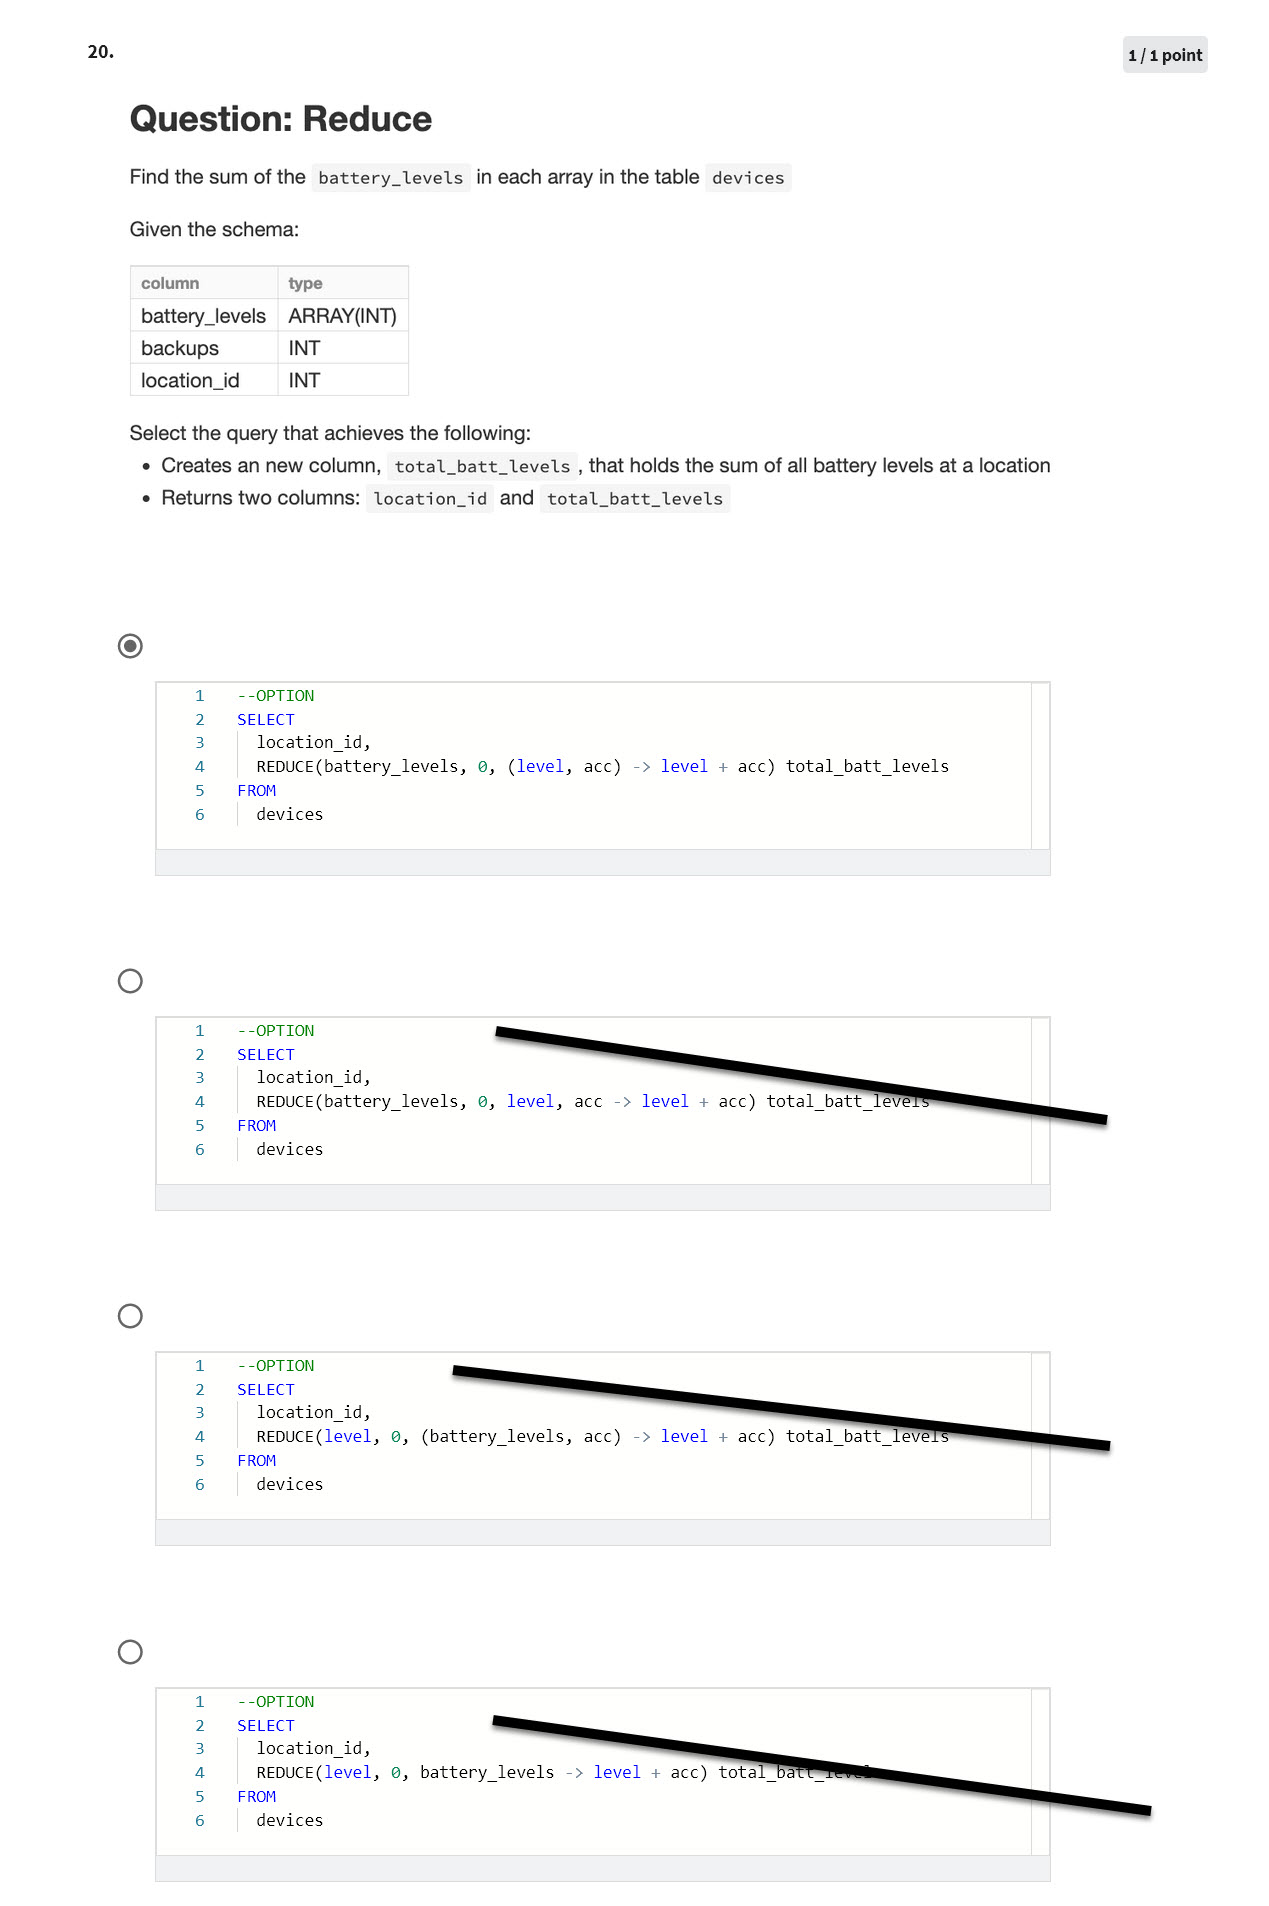 20.
1 / 1 point
Question: Reduce
Find the sum of the battery_levels in each array in the table devices
Given the schema:
column type
battery_levels ARRAY(INT)
backups INT
location_id INT
Select the query that achieves the following:
• Creates an new column, total_batt_levels , that holds the sum of all battery levels at a location
• Returns two columns: location_id and total_batt_levels
1 --OPTION
2 SELECT
3 location_id,
4 REDUCE(battery_levels, 0, (level, acc) -> level + acc) total_batt_levels
5 FROM
6 devices
1 --OPTION
2 SELECT
3 location_id,
4 REDUCE(battery_levels, 0, level, acc -> level + acc) total_batt_levels
5 FROM
6 devices
1 --OPTION
2 SELECT
3 location_id,
4 REDUCE(level, 0, (battery_levels, acc) -> level + acc) total_batt_levels
5 FROM
6 devices
1 --OPTION
2 SELECT
3 location_id,
4 REDUCE(level, 0, battery_levels -> level + acc) total_batt_levels
5 FROM
6 devices